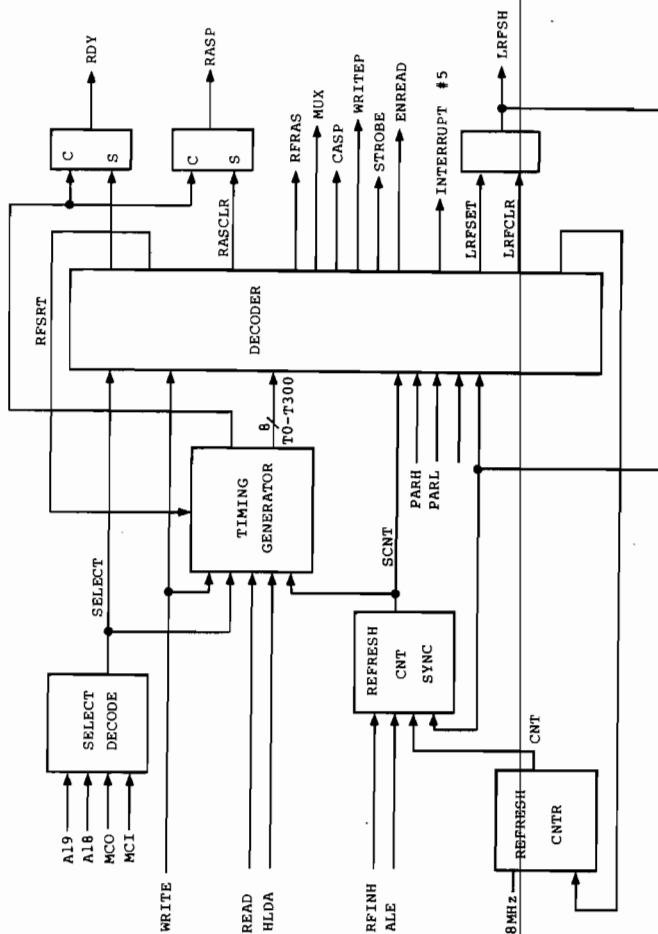 A19
A18
MCO
MCI
SELECT
DECODE
SELECT
WRITE
READ
HLDA
TIMING
GENERATOR
RFSRT
8
TO-T300
RFINH
ALE
REFRESH
CNT
SYNC
SCNT
PARH
PARL
8MHz
REFRESH
CNTR
CNT
DECODER
C
S
RDY
C
S
RASP
RASCLR
RFRAS
MUX
CASP
WRITEP
STROBE
ENREAD
INTERRUPT #5
LRFSET
LRFCLR
LRFSH